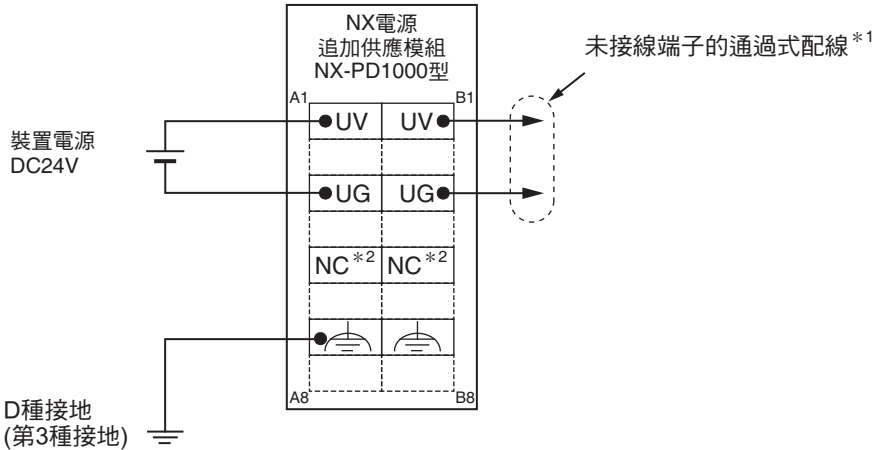 NX電源
追加供應模組
NX-PD1000型
未接線端子的通過式配線*1
A1
B1
UV
UV
裝置電源
DC24V
UG
UG
NC*2
NC*2
A8
B8
D種接地
(第3種接地)